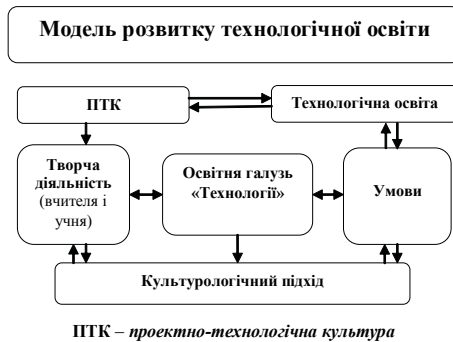 Модель розвитку технологічної освіти
ПТК
Технологічна освіта
Творча
діяльність
(вчителя і
учня)
Освітня галузь
«Технології»
Умови
Культурологічний підхід
ПТК – проектно-технологічна культура